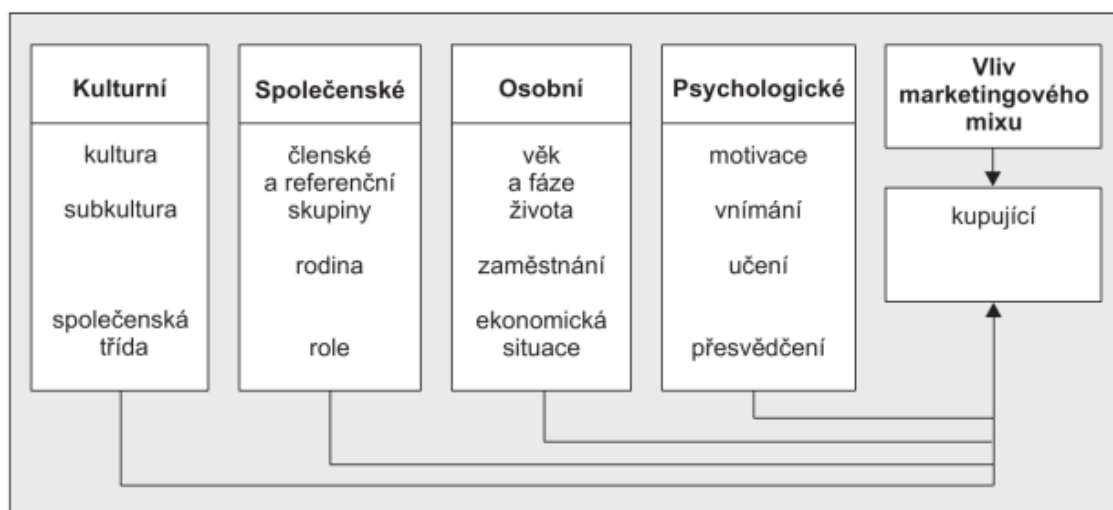 Kulturní
kultura
subkultura
společenská
třída
Společenské
členské
a referenční
skupiny
rodina
role
Osobní
věk
a fáze
života
zaměstnání
ekonomická
situace
Psychologické
motivace
vnímání
učení
přesvědčení
Vliv
marketingového
mixu
kupující